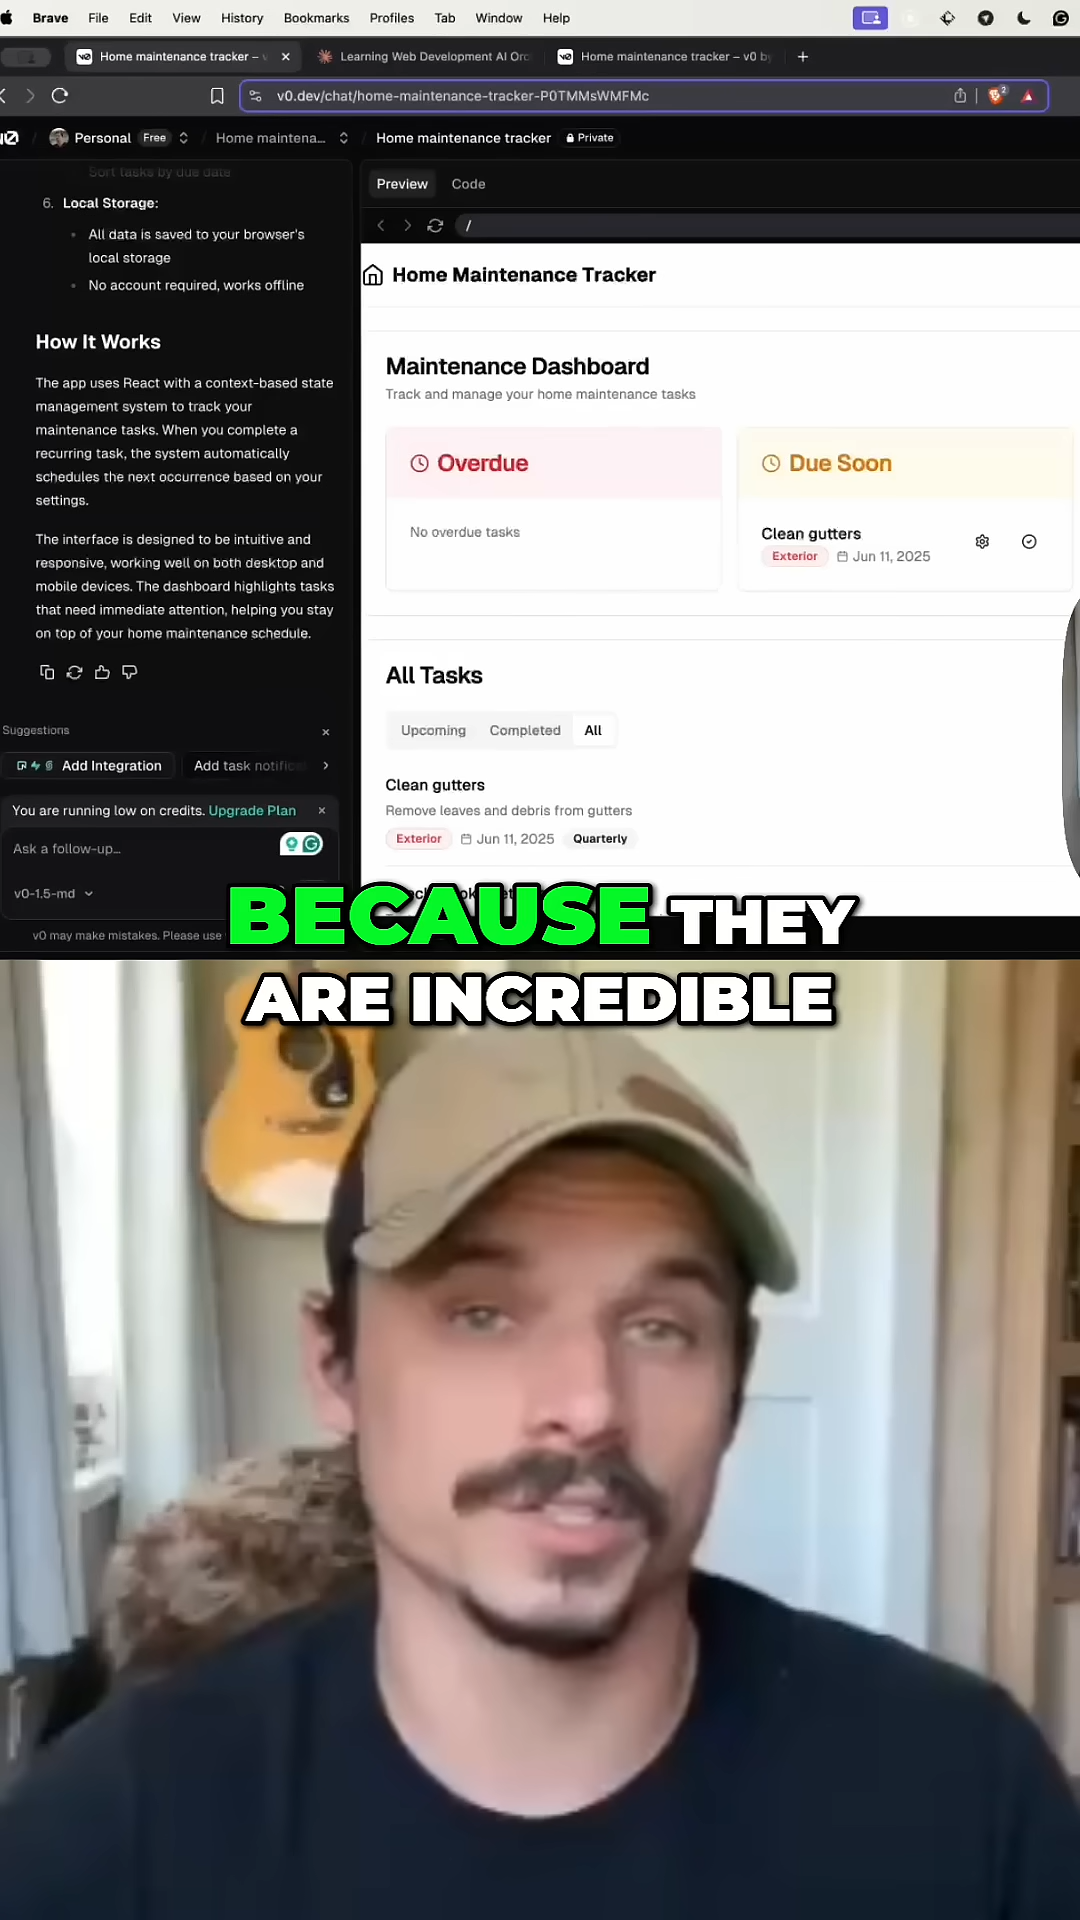 Brave File Edit View History Bookmarks Profiles Tab Window Help
Home maintenance tracker –
Learning Web Development AI
Home maintenance tracker – v0 by
v0.dev/chat/home-maintenance-tracker-P0TMMsWMFMc
2
v0 / Personal Free / Home maintena... / Home maintenance tracker Private
Sort tasks by due date
6. Local Storage:
All data is saved to your browser's
local storage
No account required, works offline
How It Works
The app uses React with a context-based state
management system to track your
maintenance tasks. When you complete a
recurring task, the system automatically
schedules the next occurrence based on your
settings.
The interface is designed to be intuitive and
responsive, working well on both desktop and
mobile devices. The dashboard highlights tasks
that need immediate attention, helping you stay
on top of your home maintenance schedule.
Suggestions
Add Integration
Add task
You are running low on credits. Upgrade Plan
Ask a follow-up...
v0-1.5-md
v0 may make mistakes. Please use
Preview Code
/
Home Maintenance Tracker
Maintenance Dashboard
Track and manage your home maintenance tasks
Overdue
No overdue tasks
Due Soon
Clean gutters
Exterior Jun 11, 2025
All Tasks
Upcoming Completed All
Clean gutters
Remove leaves and debris from gutters
Exterior Jun 11, 2025 Quarterly
BECAUSE THEY
ARE INCREDIBLE